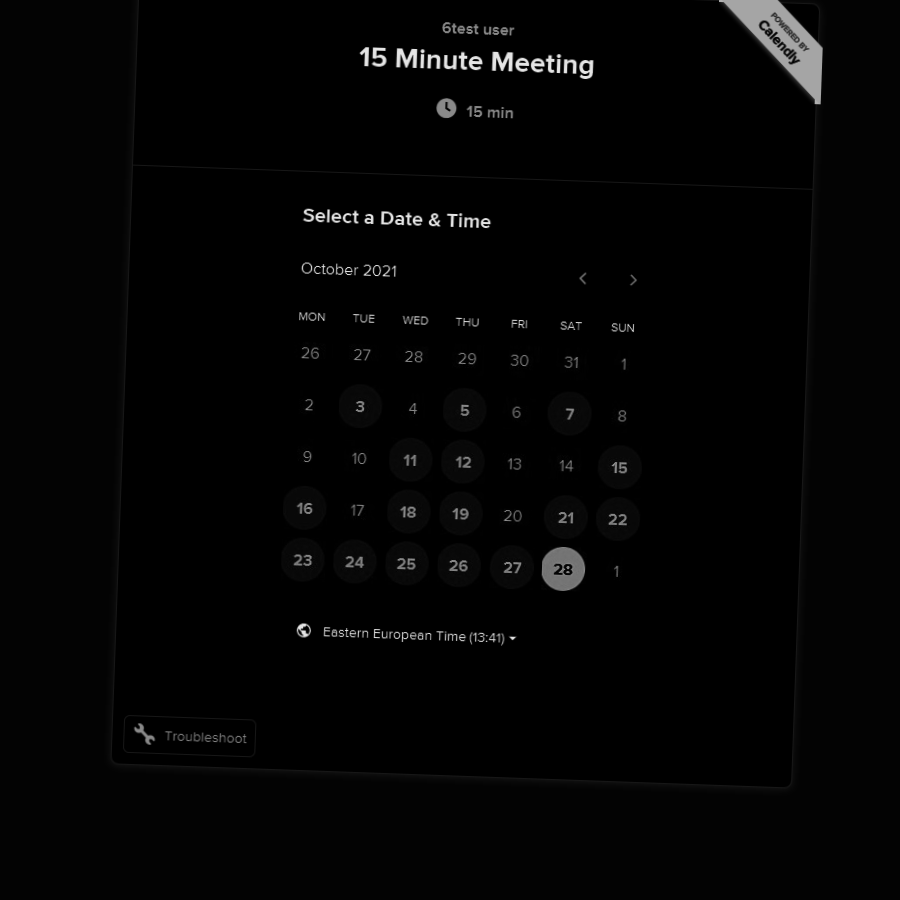 6test user
15 Minute Meeting
POWERED BY
Calendly
15 min
Select a Date & Time
October 2021
MON TUE WED THU FRI SAT SUN
26 27 28 29 30 31 1
2 3 4 5 6 7 8
9 10 11 12 13 14 15
16 17 18 19 20 21 22
23 24 25 26 27 28 1
Eastern European Time (13:41)
Troubleshoot